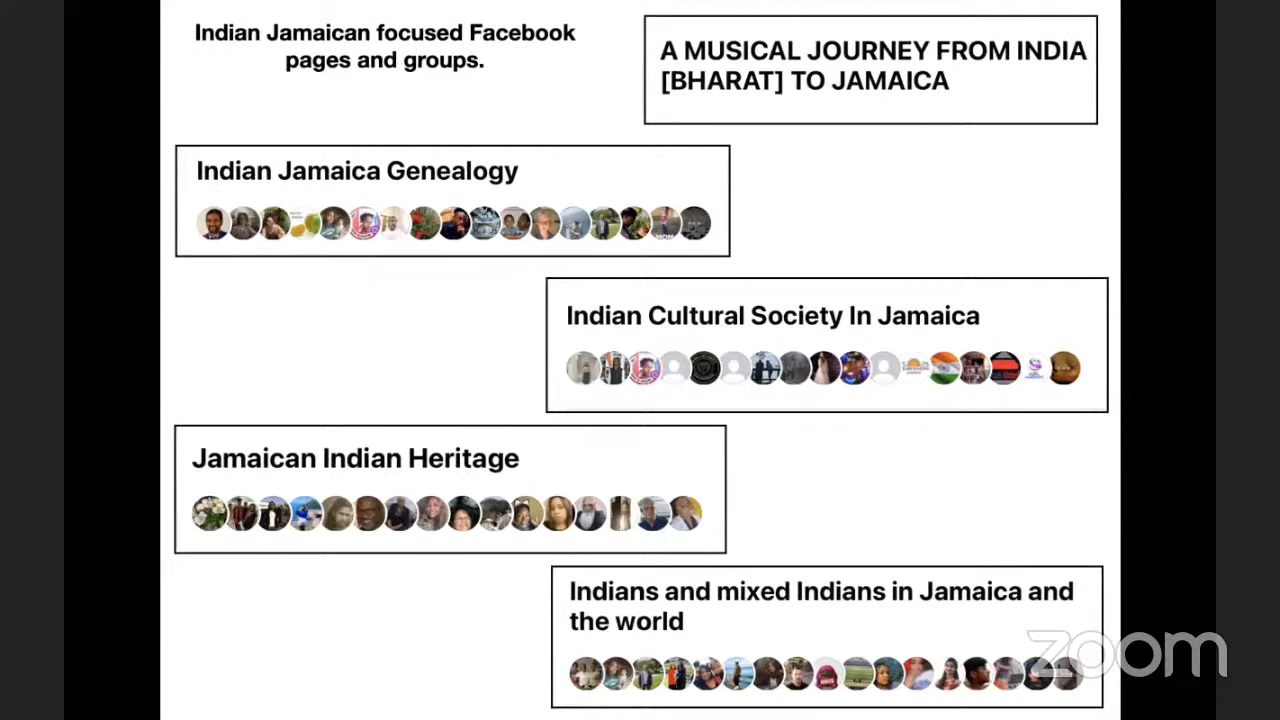 Indian Jamaican focused Facebook
pages and groups.
A MUSICAL JOURNEY FROM INDIA
[BHARAT] TO JAMAICA
Indian Jamaica Genealogy
Indian Cultural Society In Jamaica
Jamaican Indian Heritage
Indians and mixed Indians in Jamaica and
the world
zoom